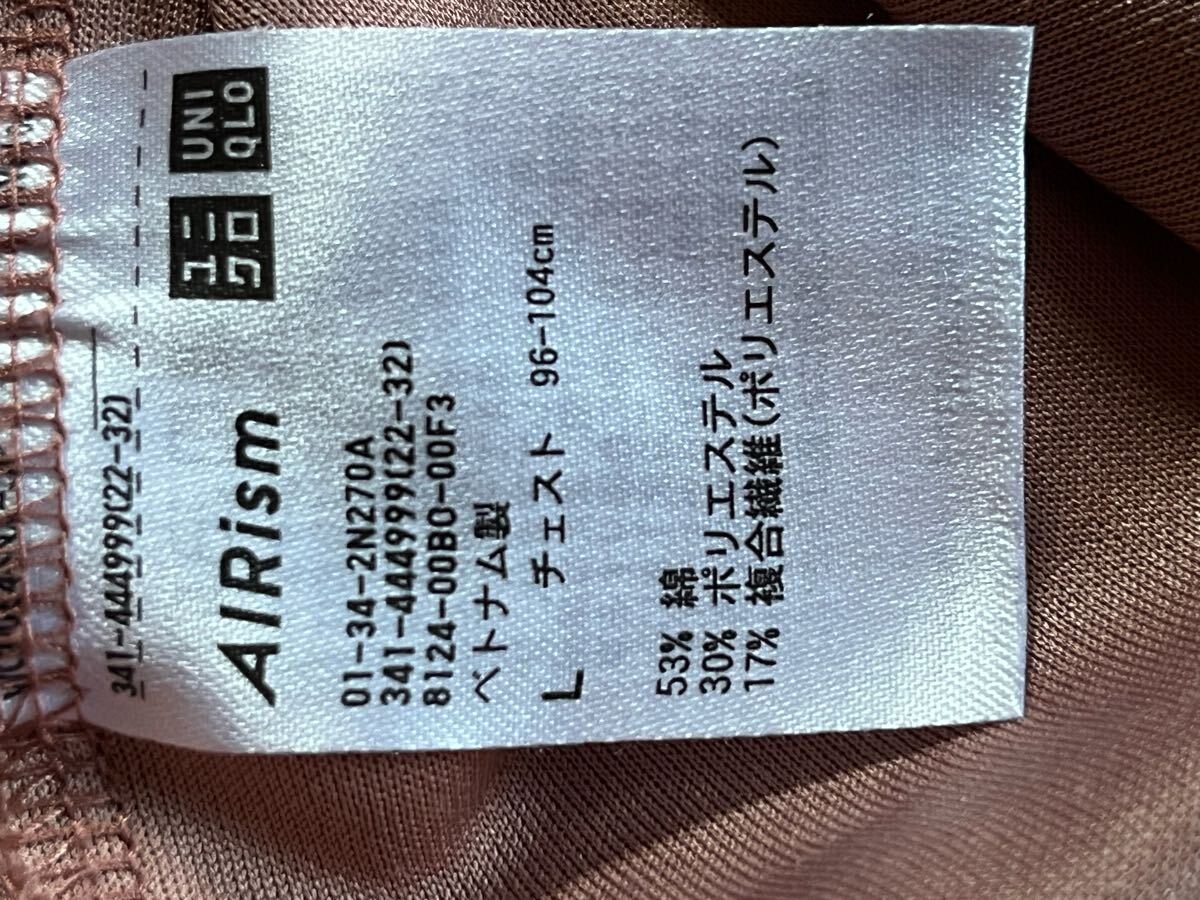 341-444999(22-32)
ユニ
クロ
UNI
QLO
AIRism
01-34-2N270A
341-444999(22-32)
8124-00B0-00F3
ベトナム製
L チェスト 96-104cm
53% 綿
30% ポリエステル
17% 複合繊維(ポリエステル)